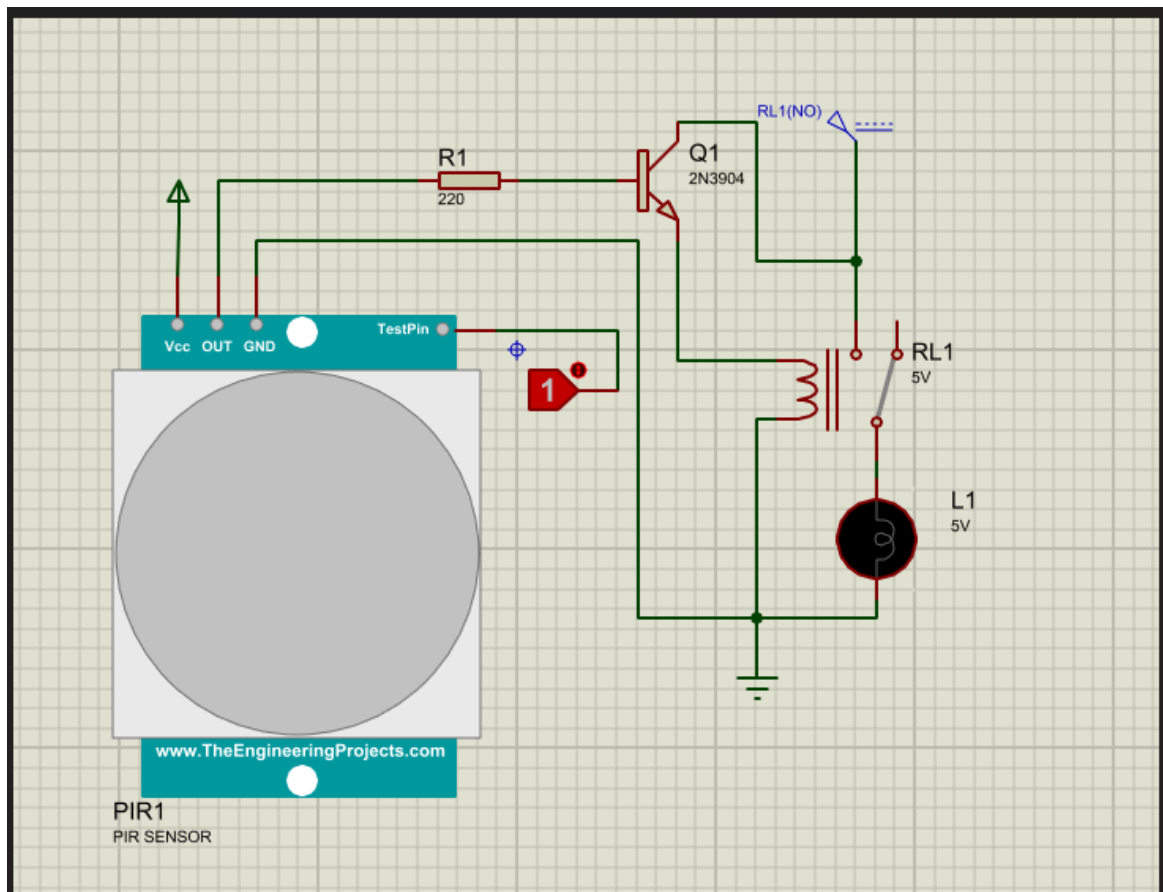 RL1(NO)
R1
220
Q1
2N3904
Vcc OUT GND
TestPin
1
RL1
5V
L1
5V
www.TheEngineeringProjects.com
PIR1
PIR SENSOR